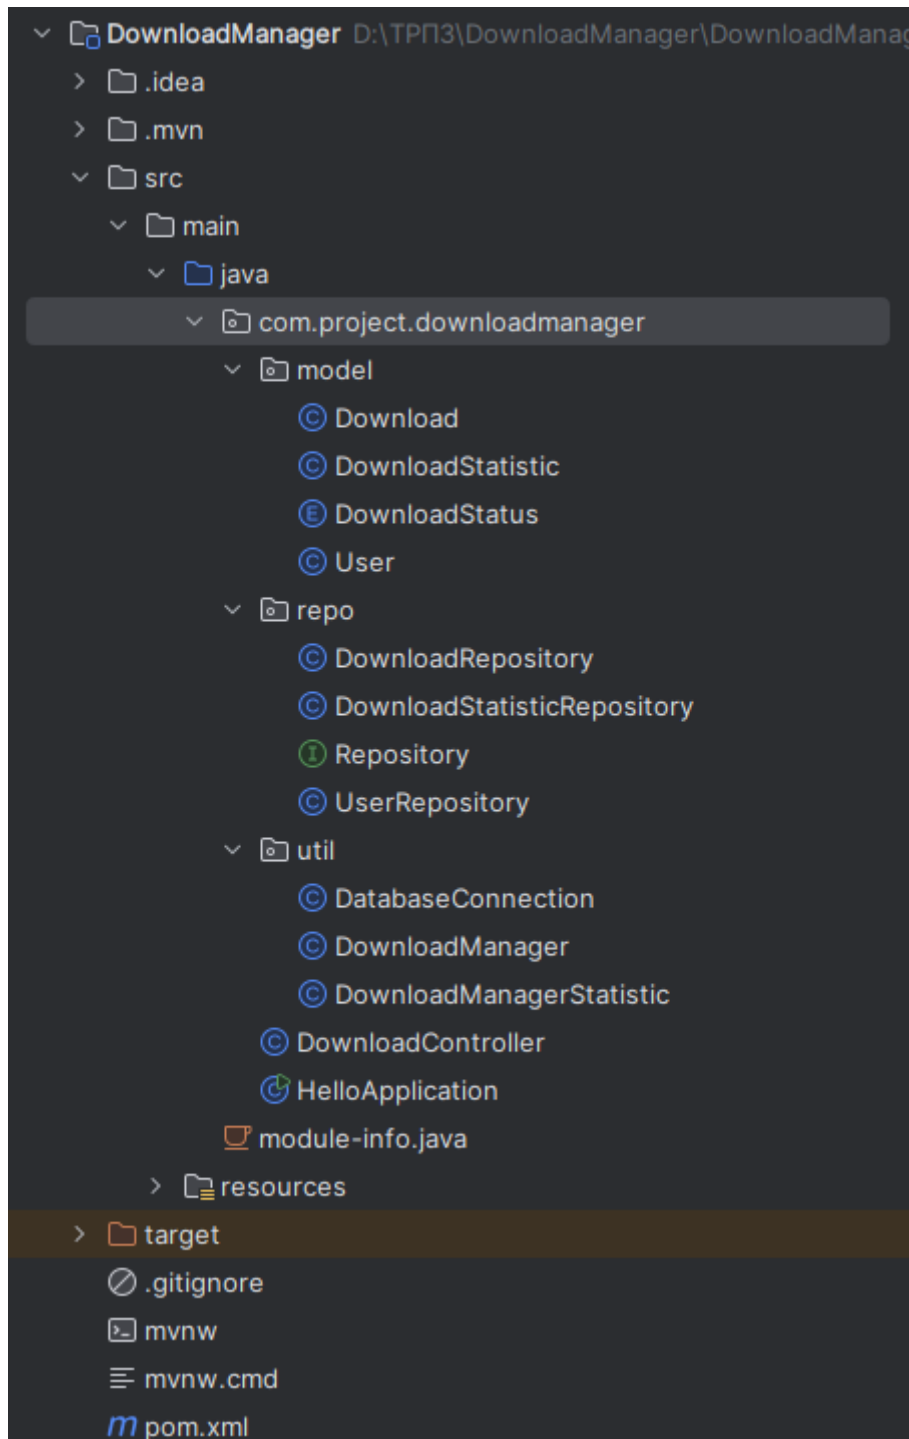 DownloadManager D:\ТРПЗ\DownloadManager\DownloadManag
.idea
.mvn
src
main
java
com.project.downloadmanager
model
Download
DownloadStatistic
DownloadStatus
User
repo
DownloadRepository
DownloadStatisticRepository
Repository
UserRepository
util
DatabaseConnection
DownloadManager
DownloadManagerStatistic
DownloadController
HelloApplication
module-info.java
resources
target
.gitignore
mvnw
mvnw.cmd
pom.xml